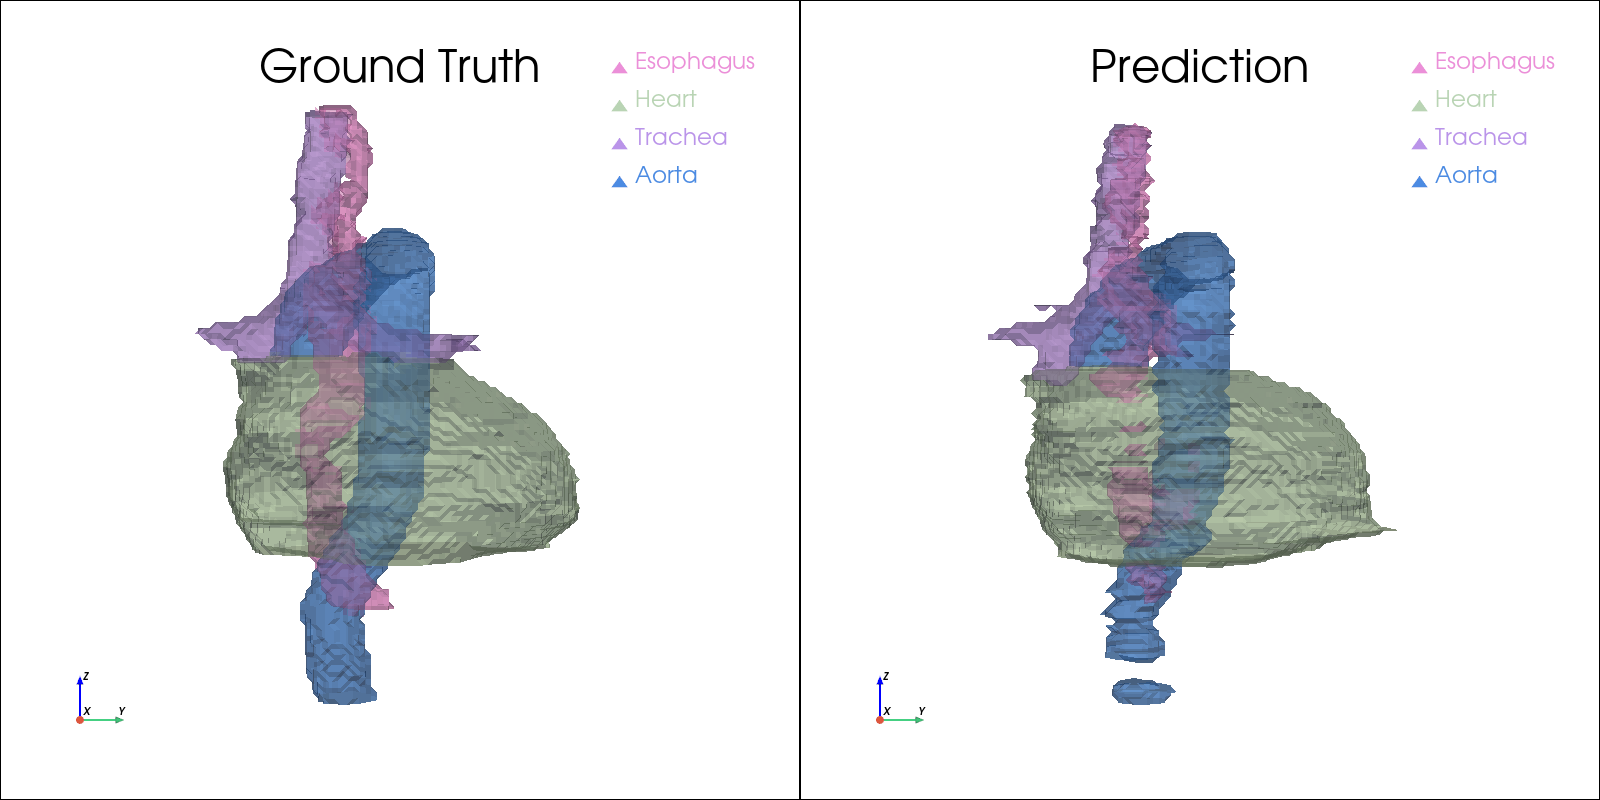 Ground Truth
Esophagus
Heart
Trachea
Aorta
Z
X Y
Prediction
Esophagus
Heart
Trachea
Aorta
Z
X Y